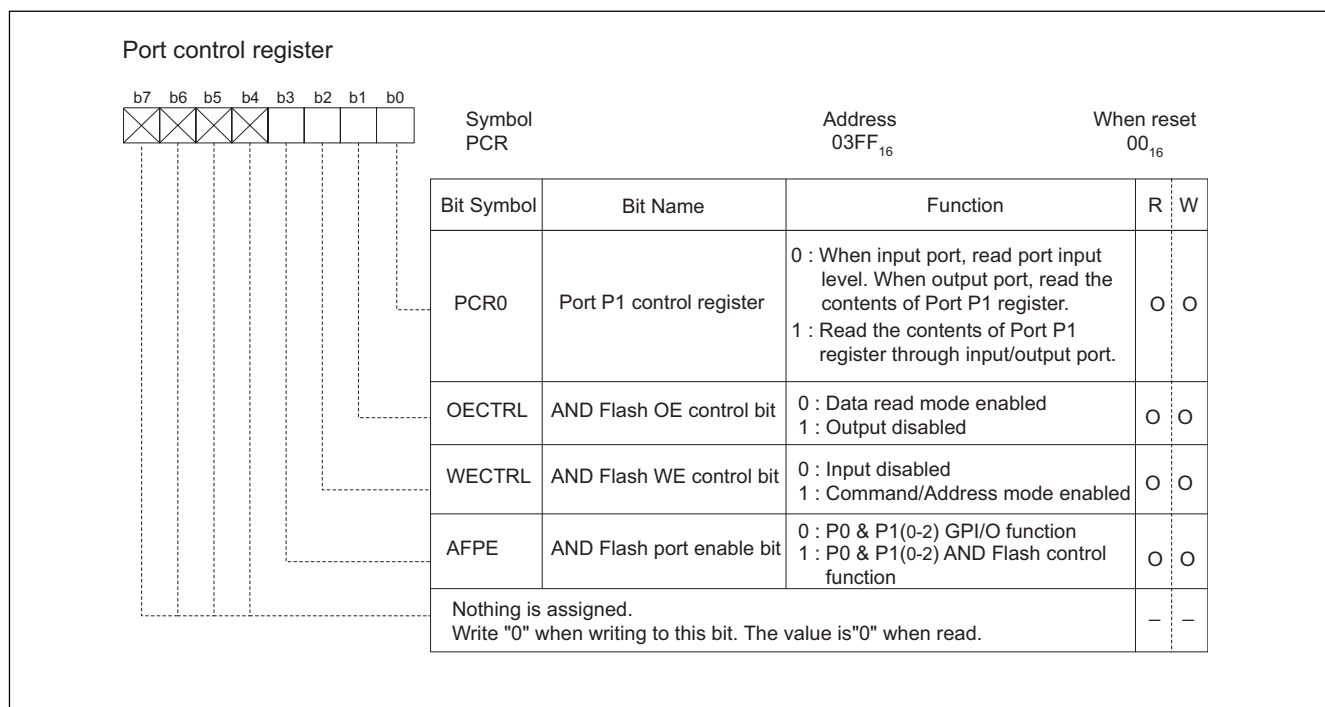 Port control register
b7 b6 b5 b4 b3 b2 b1 b0
Symbol Address When reset
PCR 03FF16 0016
Bit Symbol Bit Name Function R W
PCR0 Port P1 control register 0 : When input port, read port input
level. When output port, read the
contents of Port P1 register.
1 : Read the contents of Port P1
register through input/output port.
O O
OECTRL AND Flash OE control bit 0 : Data read mode enabled
1 : Output disabled
O O
WECTRL AND Flash WE control bit 0 : Input disabled
1 : Command/Address mode enabled
O O
AFPE AND Flash port enable bit 0 : P0 & P1(0-2) GPI/O function
1 : P0 & P1(0-2) AND Flash control
function
O O
Nothing is assigned.
Write "0" when writing to this bit. The value is"0" when read.
– –